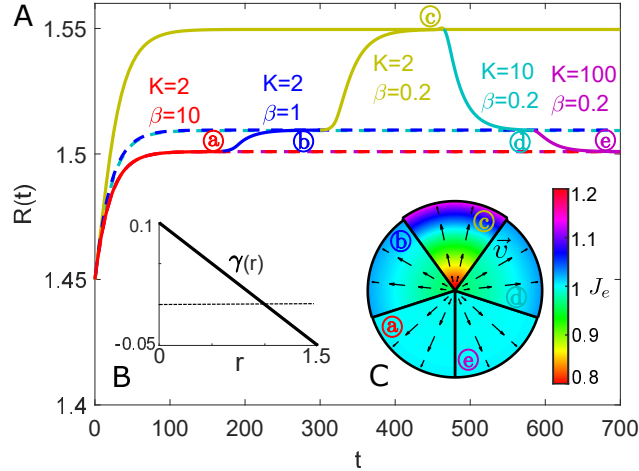 A
1.55
1.5
1.45
1.4
R(t)
c
K=2
β=10
K=2
β=1
K=2
β=0.2
K=10
β=0.2
K=100
β=0.2
a
b
d
e
0.1
-0.05
γ(r)
0
r
1.5
B
b
c
v⃗
a
d
e
C
1.2
1.1
1
0.9
0.8
J_e
0
100
200
300
400
500
600
700
t